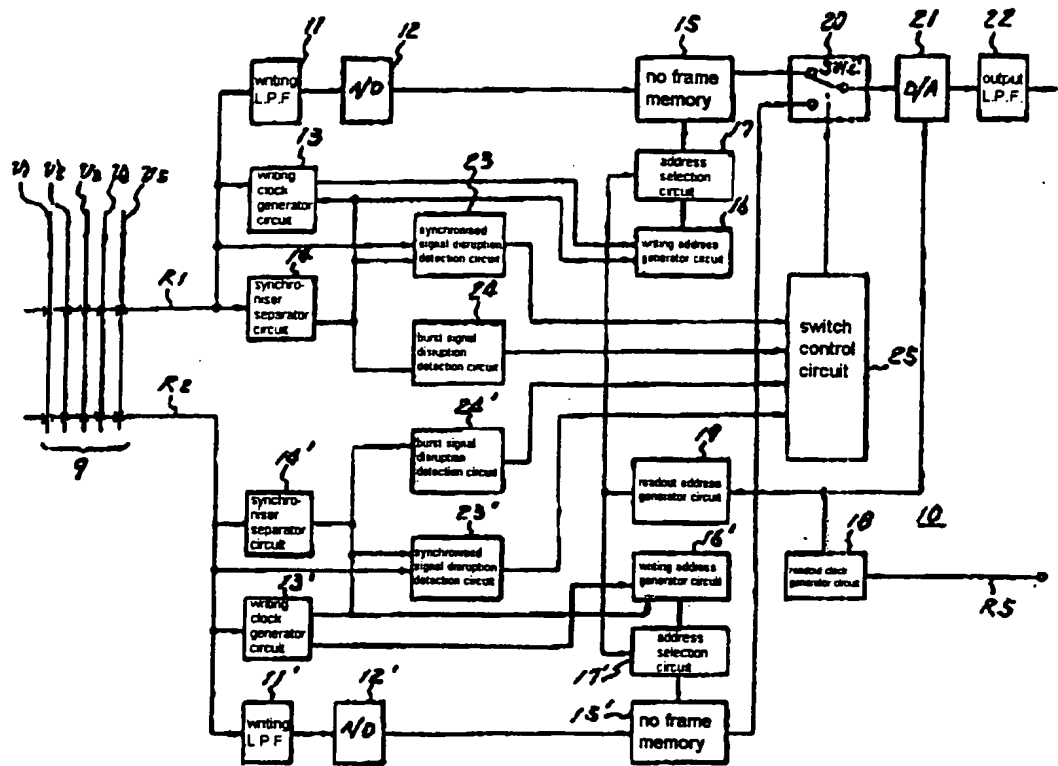 11
12
15
20
21
22
writing
L.P.F
A/D
no frame
memory
SW1
D/A
output
L.P.F.
13
23
17
v1
v2
v3
v4
v5
writing
clock
generator
circuit
synchronised
signal disruption
detection circuit
address
selection
circuit
16
writing address
generator circuit
14
R1
synchro-
niser
separator
circuit
24
burst signal
disruption
detection circuit
switch
control
circuit
25
R2
24'
9
burst signal
disruption
detection circuit
19
14'
readout address
generator circuit
10
synchro-
niser
separator
circuit
23'
synchronised
signal disruption
detection circuit
16'
writing address
generator circuit
18
readout clock
generator circuit
R5
23'
writing
clock
generator
circuit
address
selection
circuit
17'
11'
12'
15'
writing
L.P.F
A/D
no frame
memory